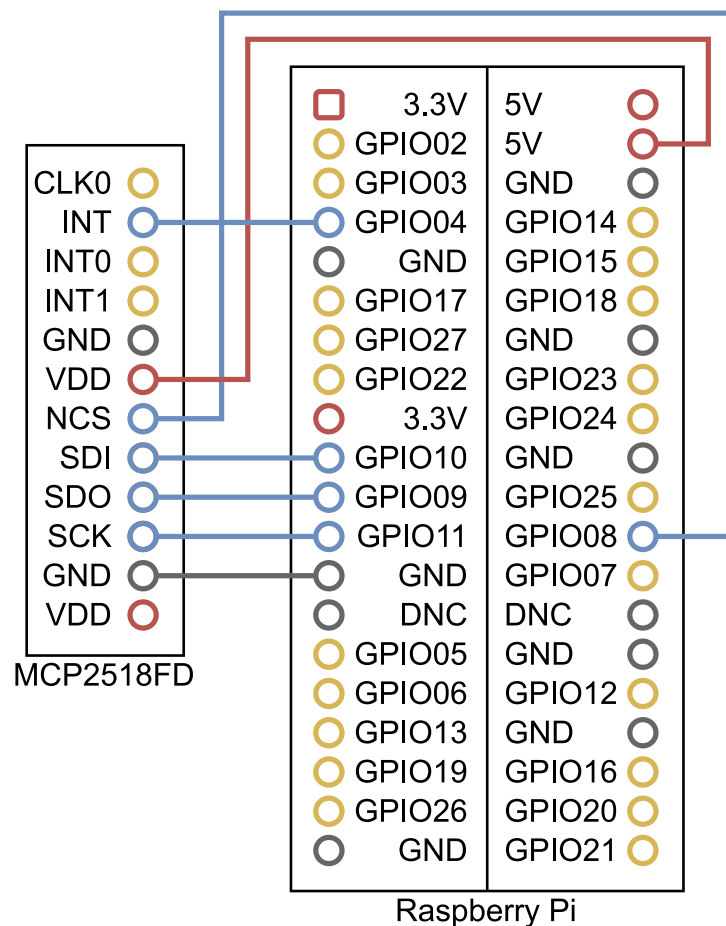 3.3V 5V
GPIO02 5V
CLK0 GPIO03 GND
INT GPIO04 GPIO14
INT0 GND GPIO15
INT1 GPIO17 GPIO18
GND GPIO27 GND
VDD GPIO22 GPIO23
NCS 3.3V GPIO24
SDI GPIO10 GND
SDO GPIO09 GPIO25
SCK GPIO11 GPIO08
GND GND GPIO07
VDD DNC DNC
GPIO05 GND
MCP2518FD
GPIO06 GPIO12
GPIO13 GND
GPIO19 GPIO16
GPIO26 GPIO20
GND GPIO21
Raspberry Pi